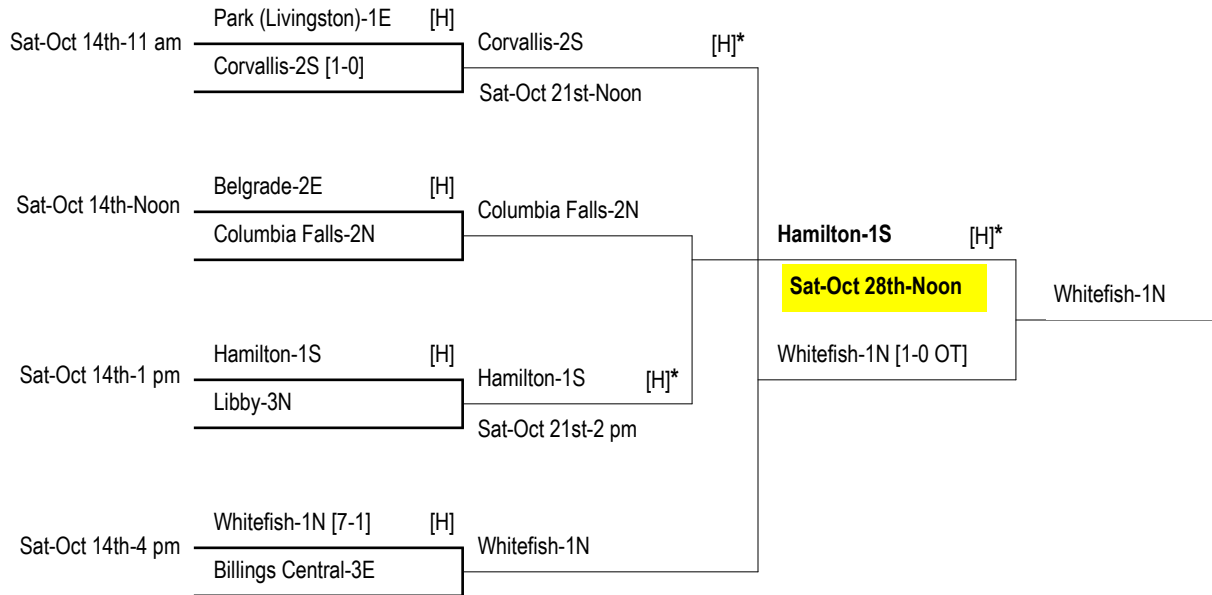 Park (Livingston)-1E [H]
Sat-Oct 14th-11 am
Corvallis-2S [H]*
Corvallis-2S [1-0]
Sat-Oct 21st-Noon
Belgrade-2E [H]
Sat-Oct 14th-Noon
Columbia Falls-2N
Columbia Falls-2N
Hamilton-1S [H]*
Sat-Oct 28th-Noon
Whitefish-1N
Hamilton-1S [H]
Whitefish-1N [1-0 OT]
Sat-Oct 14th-1 pm
Hamilton-1S [H]*
Libby-3N
Sat-Oct 21st-2 pm
Whitefish-1N [7-1] [H]
Sat-Oct 14th-4 pm
Whitefish-1N
Billings Central-3E